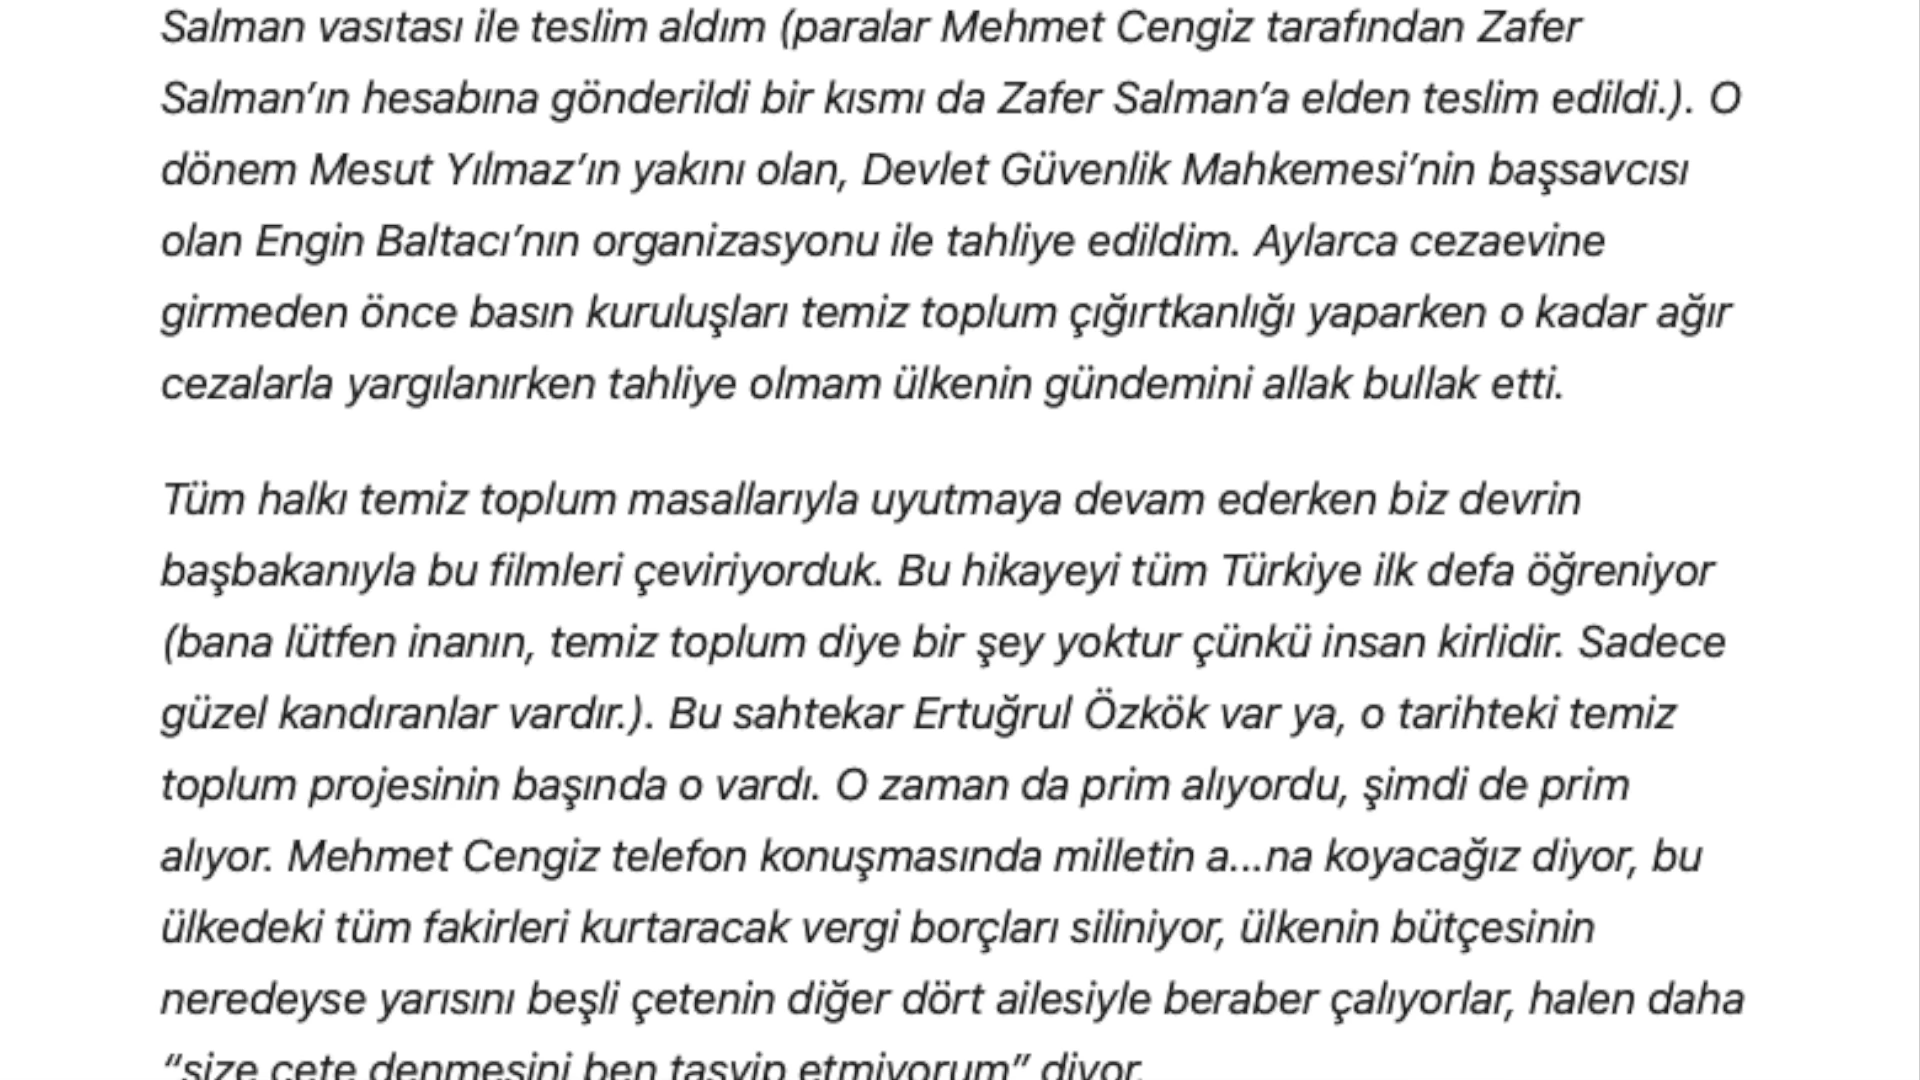 Salman vasıtası ile teslim aldım (paralar Mehmet Cengiz tarafından Zafer
Salman’ın hesabına gönderildi bir kısmı da Zafer Salman’a elden teslim edildi.). O
dönem Mesut Yılmaz’ın yakını olan, Devlet Güvenlik Mahkemesi’nin başsavcısı
olan Engin Baltacı’nın organizasyonu ile tahliye edildim. Aylarca cezaevine
girmeden önce basın kuruluşları temiz toplum çığırtkanlığı yaparken o kadar ağır
cezalarla yargılanırken tahliye olmam ülkenin gündemini allak bullak etti.
Tüm halkı temiz toplum masallarıyla uyutmaya devam ederken biz devrin
başbakanıyla bu filmleri çeviriyorduk. Bu hikayeyi tüm Türkiye ilk defa öğreniyor
(bana lütfen inanın, temiz toplum diye bir şey yoktur çünkü insan kirlidir. Sadece
güzel kandıranlar vardır.). Bu sahtekar Ertuğrul Özkök var ya, o tarihteki temiz
toplum projesinin başında o vardı. O zaman da prim alıyordu, şimdi de prim
alıyor. Mehmet Cengiz telefon konuşmasında milletin a...na koyacağız diyor, bu
ülkedeki tüm fakirleri kurtaracak vergi borçları siliniyor, ülkenin bütçesinin
neredeyse yarısını beşli çetenin diğer dört ailesiyle beraber çalıyorlar, halen daha
“size çete denmesini ben tasvip etmiyorum” diyor.